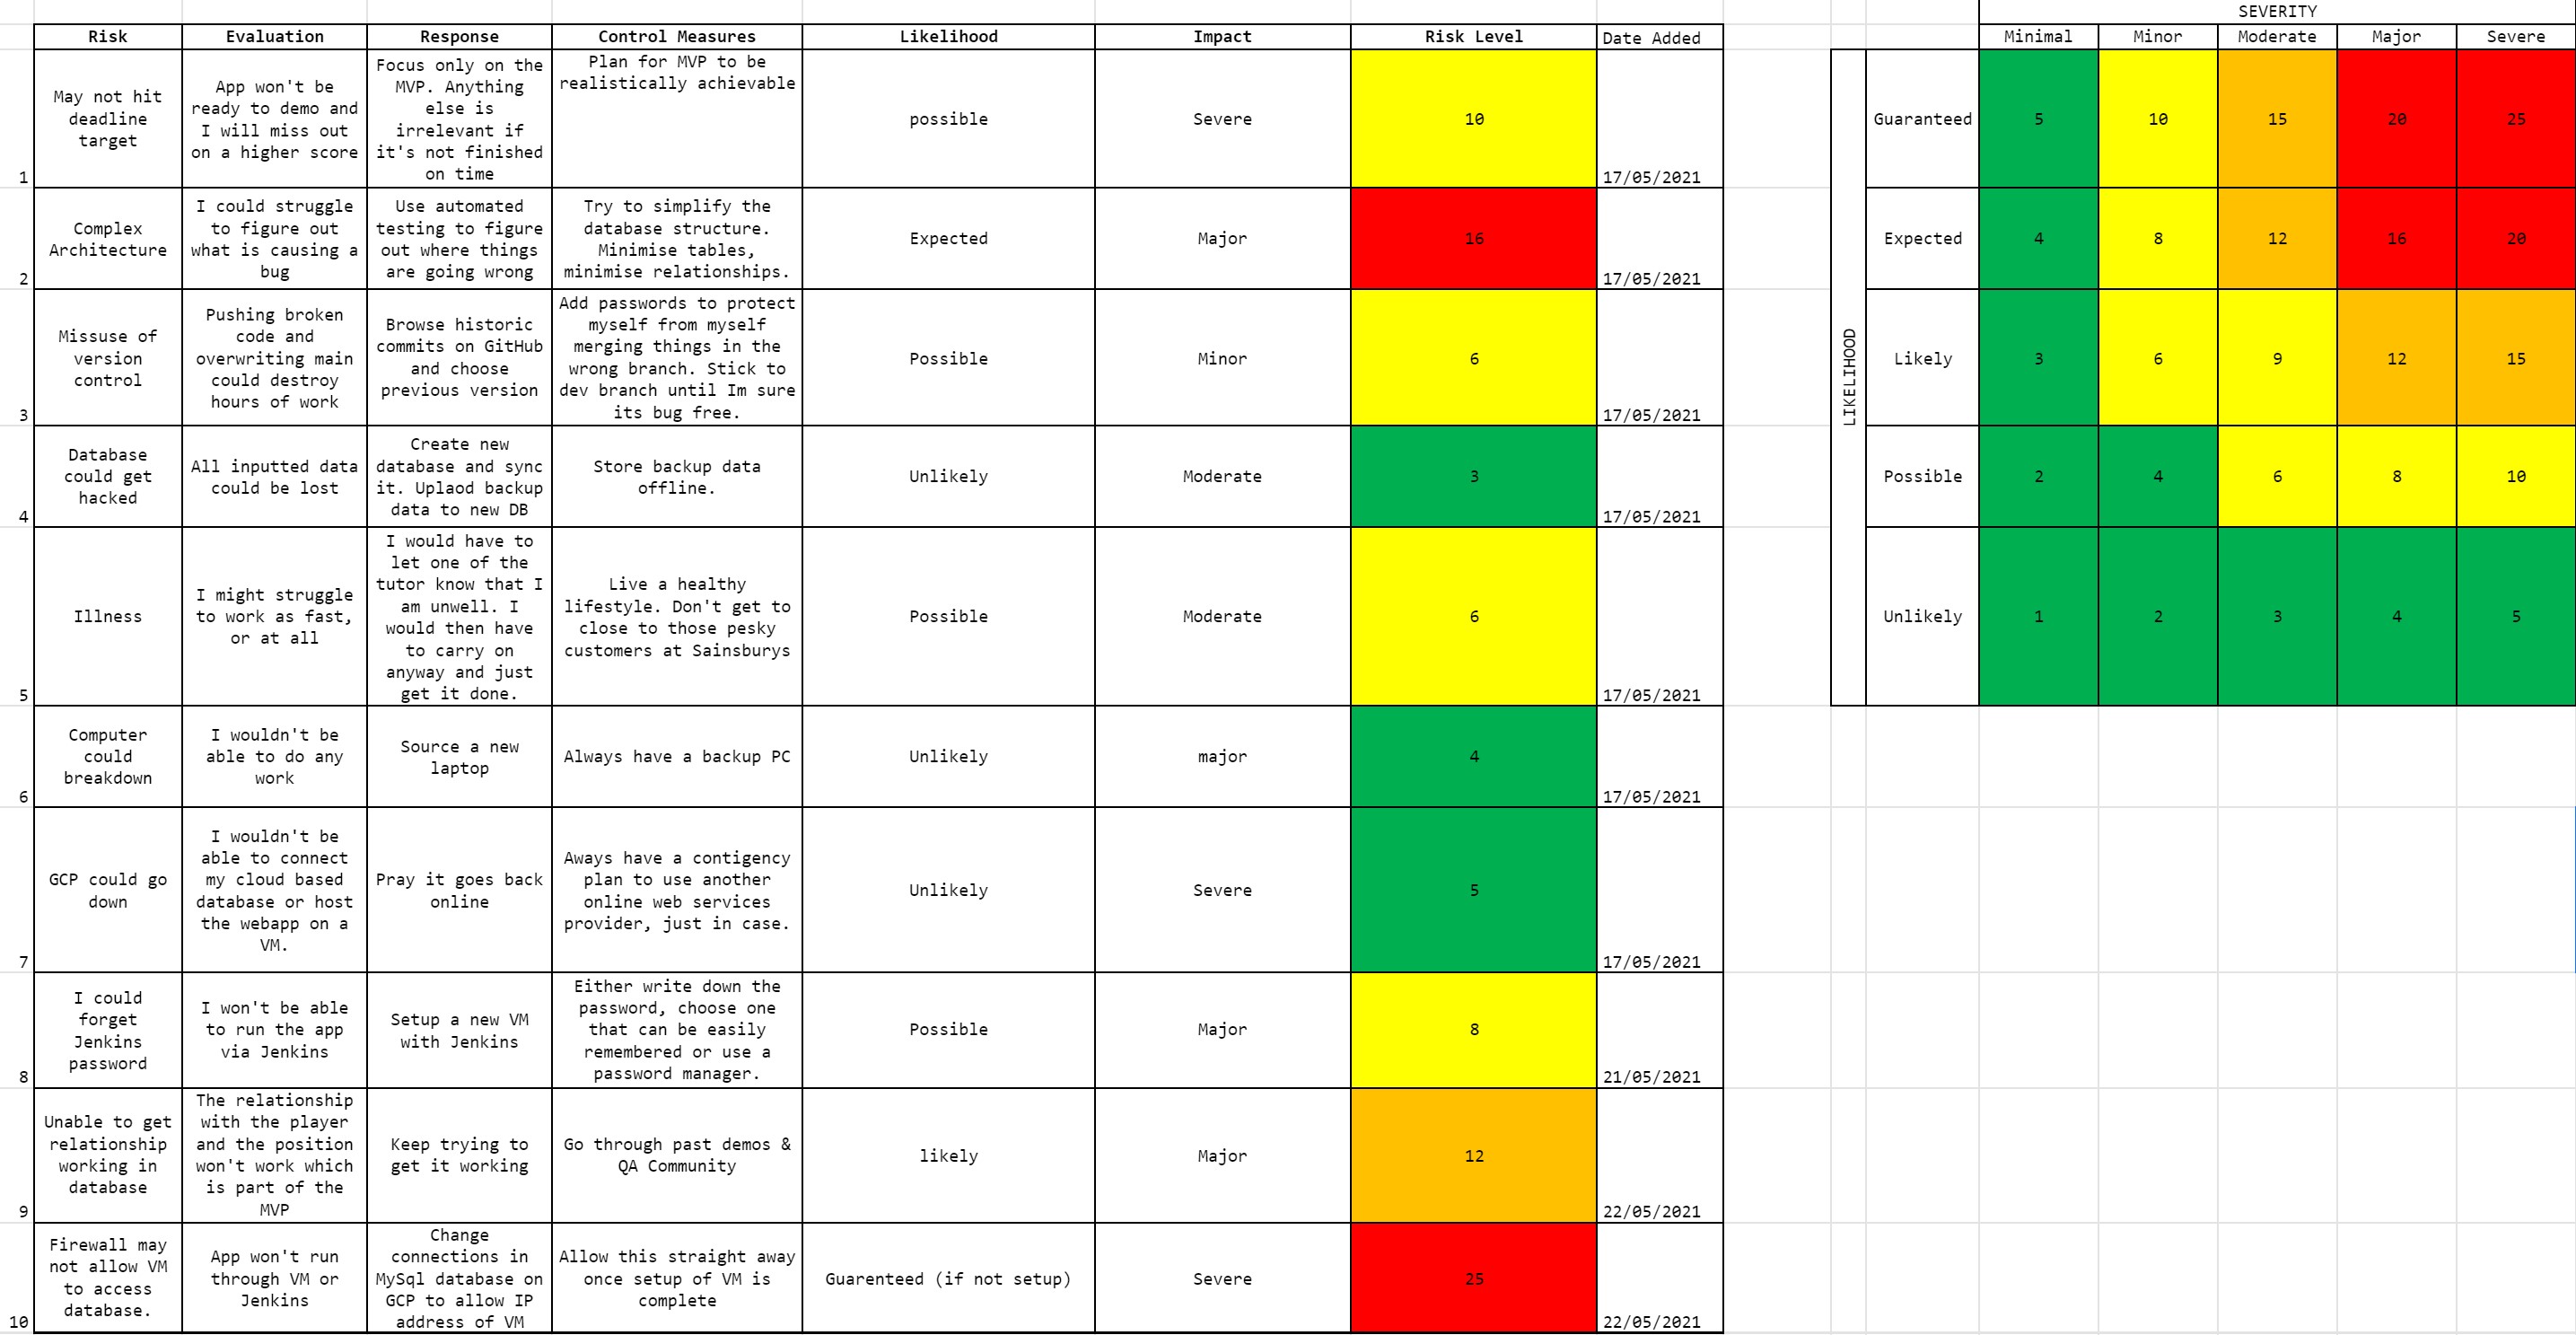 SEVERITY
Risk Evaluation Response Control Measures Likelihood Impact Risk Level Date Added Minimal Minor Moderate Major Severe
LIKELIHOOD
Guaranteed 5 10 15 20 25
Expected 4 8 12 16 20
Likely 3 6 9 12 15
Possible 2 4 6 8 10
Unlikely 1 2 3 4 5
1
May not hit
deadline
target
App won't be
ready to demo and
I will miss out
on a higher score
Focus only on the
MVP. Anything
else is
irrelevant if
it's not finished
on time
Plan for MVP to be
realistically achievable
possible
Severe
10
17/05/2021
2
Complex
Architecture
I could struggle
to figure out
what is causing a
bug
Use automated
testing to figure
out where things
are going wrong
Try to simplify the
database structure.
Minimise tables,
minimise relationships.
Expected
Major
16
17/05/2021
3
Missuse of
version
control
Pushing broken
code and
overwriting main
could destroy
hours of work
Browse historic
commits on GitHub
and choose
previous version
Add passwords to protect
myself from myself
merging things in the
wrong branch. Stick to
dev branch until Im sure
its bug free.
Possible
Minor
6
17/05/2021
4
Database
could get
hacked
All inputted data
could be lost
Create new
database and sync
it. Uplaod backup
data to new DB
Store backup data
offline.
Unlikely
Moderate
3
17/05/2021
5
Illness
I might struggle
to work as fast,
or at all
I would have to
let one of the
tutor know that I
am unwell. I
would then have
to carry on
anyway and just
get it done.
Live a healthy
lifestyle. Don't get to
close to those pesky
customers at Sainsburys
Possible
Moderate
6
17/05/2021
6
Computer
could
breakdown
I wouldn't be
able to do any
work
Source a new
laptop
Always have a backup PC
Unlikely
major
4
17/05/2021
7
GCP could go
down
I wouldn't be
able to connect
my cloud based
database or host
the webapp on a
VM.
Pray it goes back
online
Aways have a contigency
plan to use another
online web services
provider, just in case.
Unlikely
Severe
5
17/05/2021
8
I could
forget
Jenkins
password
I won't be able
to run the app
via Jenkins
Setup a new VM
with Jenkins
Either write down the
password, choose one
that can be easily
remembered or use a
password manager.
Possible
Major
8
21/05/2021
9
Unable to get
relationship
working in
database
The relationship
with the player
and the position
won't work which
is part of the
MVP
Keep trying to
get it working
Go through past demos &
QA Community
likely
Major
12
22/05/2021
10
Firewall may
not allow VM
to access
database.
App won't run
through VM or
Jenkins
Change
connections in
MySql database on
GCP to allow IP
address of VM
Allow this straight away
once setup of VM is
complete
Guarenteed (if not setup)
Severe
25
22/05/2021